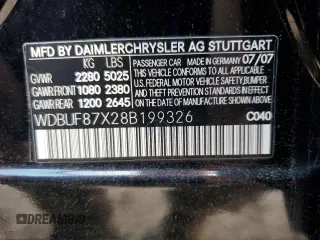 MFD BY DAIMLERCHRYSLER AG STUTTGART
KG LBS
GVWR 2280 5025
GAWR FRONT 1080 2380
GAWR REAR 1200 2645
PASSENGER CAR MADE IN GERMANY 07/07
THIS VEHICLE CONFORMS TO ALL APPLICABLE
U.S. FEDERAL MOTOR VEHICLE SAFETY, BUMPER,
AND THEFT PREVENTION STANDARDS IN EFFECT
ON THE DATE OF MANUFACTURE SHOWN ABOVE.
WDBUF87X28B199326
C040
DREAMBID